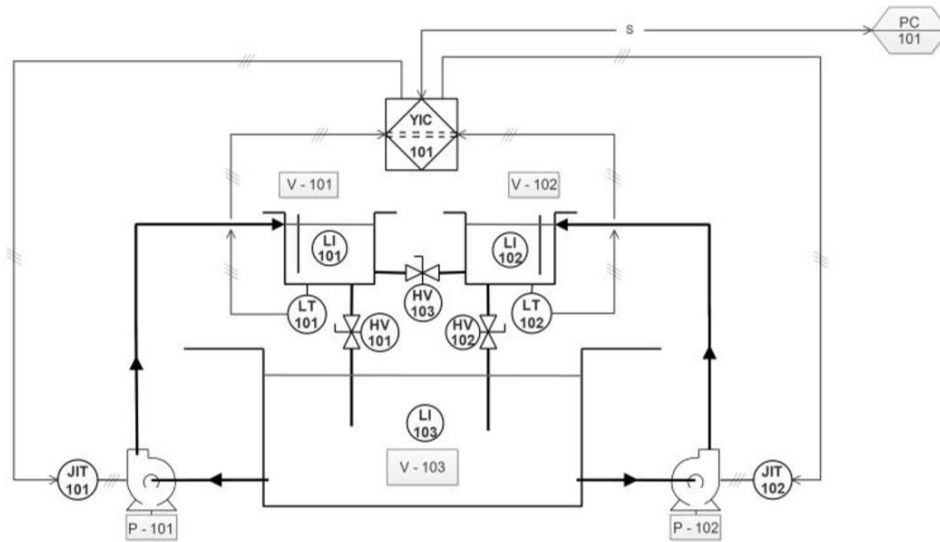 PC
101
S
YIC
101
V - 101
V - 102
LI
101
LI
102
HV
103
LT
101
LT
102
HV
101
HV
102
LI
103
V - 103
JIT
101
JIT
102
P - 101
P - 102